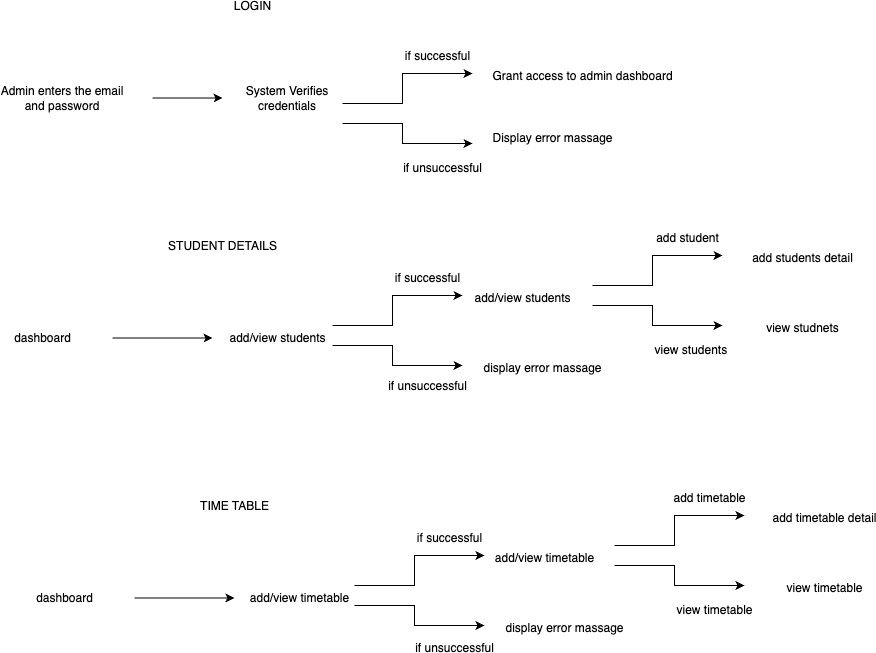 LOGIN
if successful
Admin enters the email
and password
System Verifies
credentials
Grant access to admin dashboard
Display error massage
if unsuccessful
STUDENT DETAILS
add student
add students detail
if successful
add/view students
dashboard
add/view students
view studnets
view students
display error massage
if unsuccessful
TIME TABLE
add timetable
add timetable detail
if successful
add/view timetable
dashboard
add/view timetable
view timetable
view timetable
display error massage
if unsuccessful